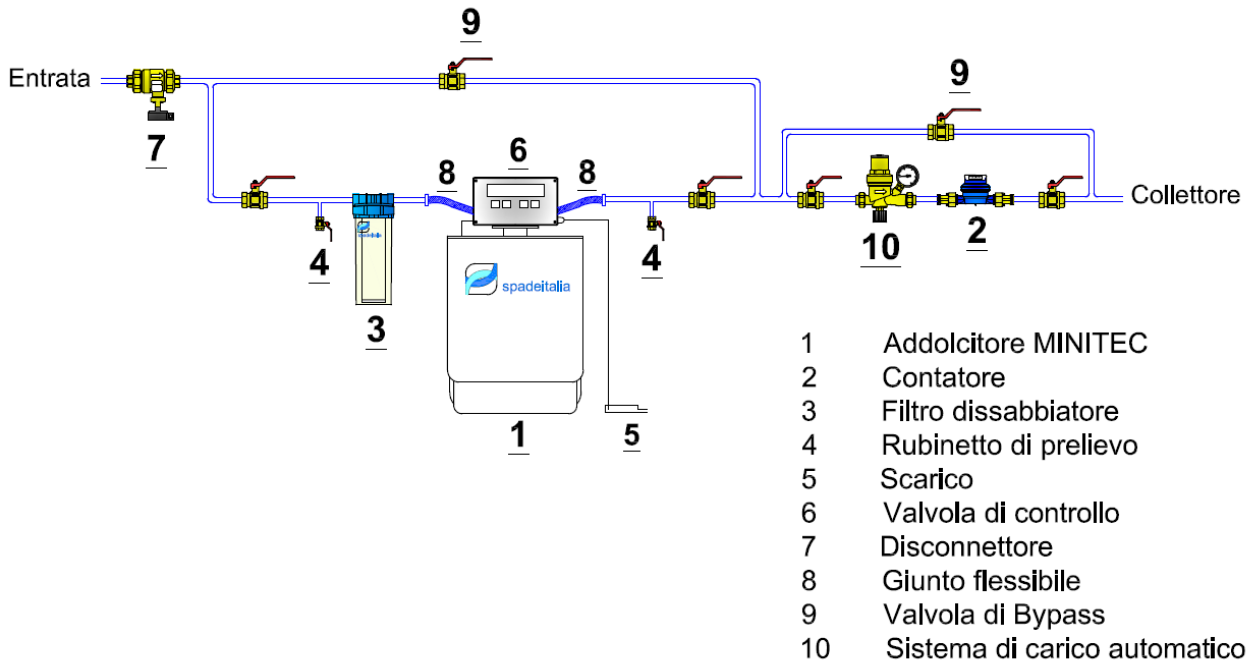 9
Entrata
9
7
6
8
8
Collettore
4
4
10
2
spadeitalia
3
1
5
1 Addolcitore MINITEC
2 Contatore
3 Filtro dissabbiatore
4 Rubinetto di prelievo
5 Scarico
6 Valvola di controllo
7 Disconnettore
8 Giunto flessibile
9 Valvola di Bypass
10 Sistema di carico automatico